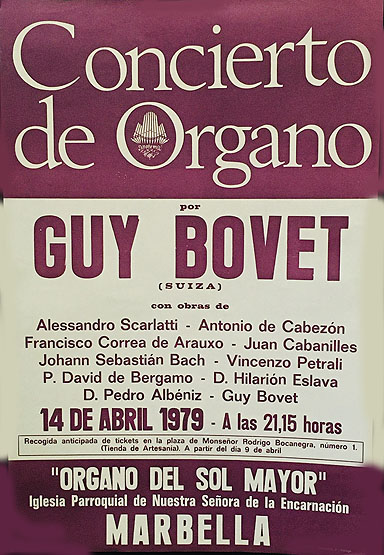 Concierto
de Organo
por
GUY BOVET
(SUIZA)
con obras de
Alessandro Scarlatti - Antonio de Cabezón
Francisco Correa de Arauxo - Juan Cabanilles
Johann Sebastián Bach - Vincenzo Petrali
P. David de Bergamo - D. Hilarión Eslava
D. Pedro Albéniz - Guy Bovet
14 DE ABRIL 1979 - A las 21,15 horas
Recogida anticipada de tickets en la plaza de Monseñor Rodrigo Bocanegra, número 1.
(Tienda de Artesanía). A partir del día 9 de abril
"ORGANO DEL SOL MAYOR"
Iglesia Parroquial de Nuestra Señora de la Encarnación
MARBELLA